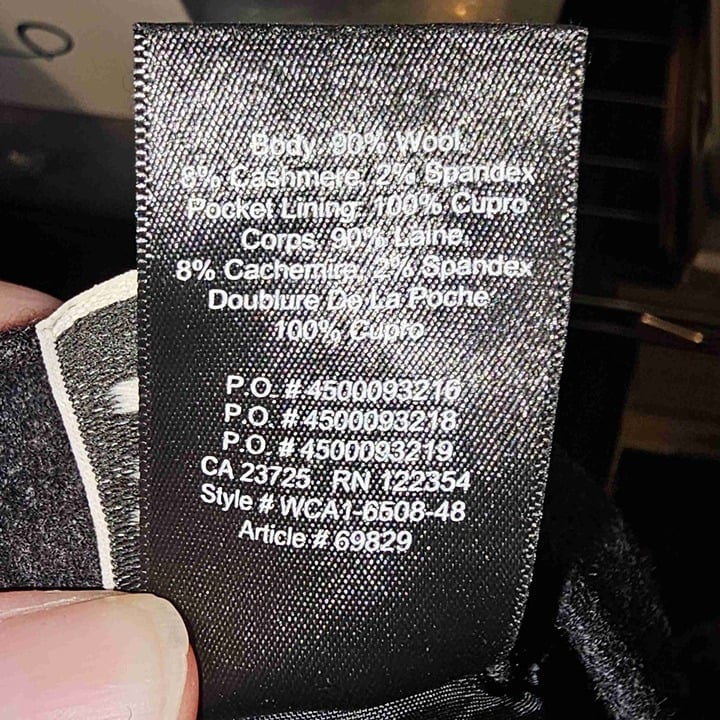 Body: 90% Wool,
8% Cashmere, 2% Spandex
Pocket Lining: 100% Cupro
Corps: 90% Laine,
8% Cachemire, 2% Spandex
Doublure De La Poche
100% Cupro
P.O. # 4500093216
P.O. # 4500093218
P.O. # 4500093219
CA 23725 RN 122354
Style # WCA1-6508-48
Article # 69829